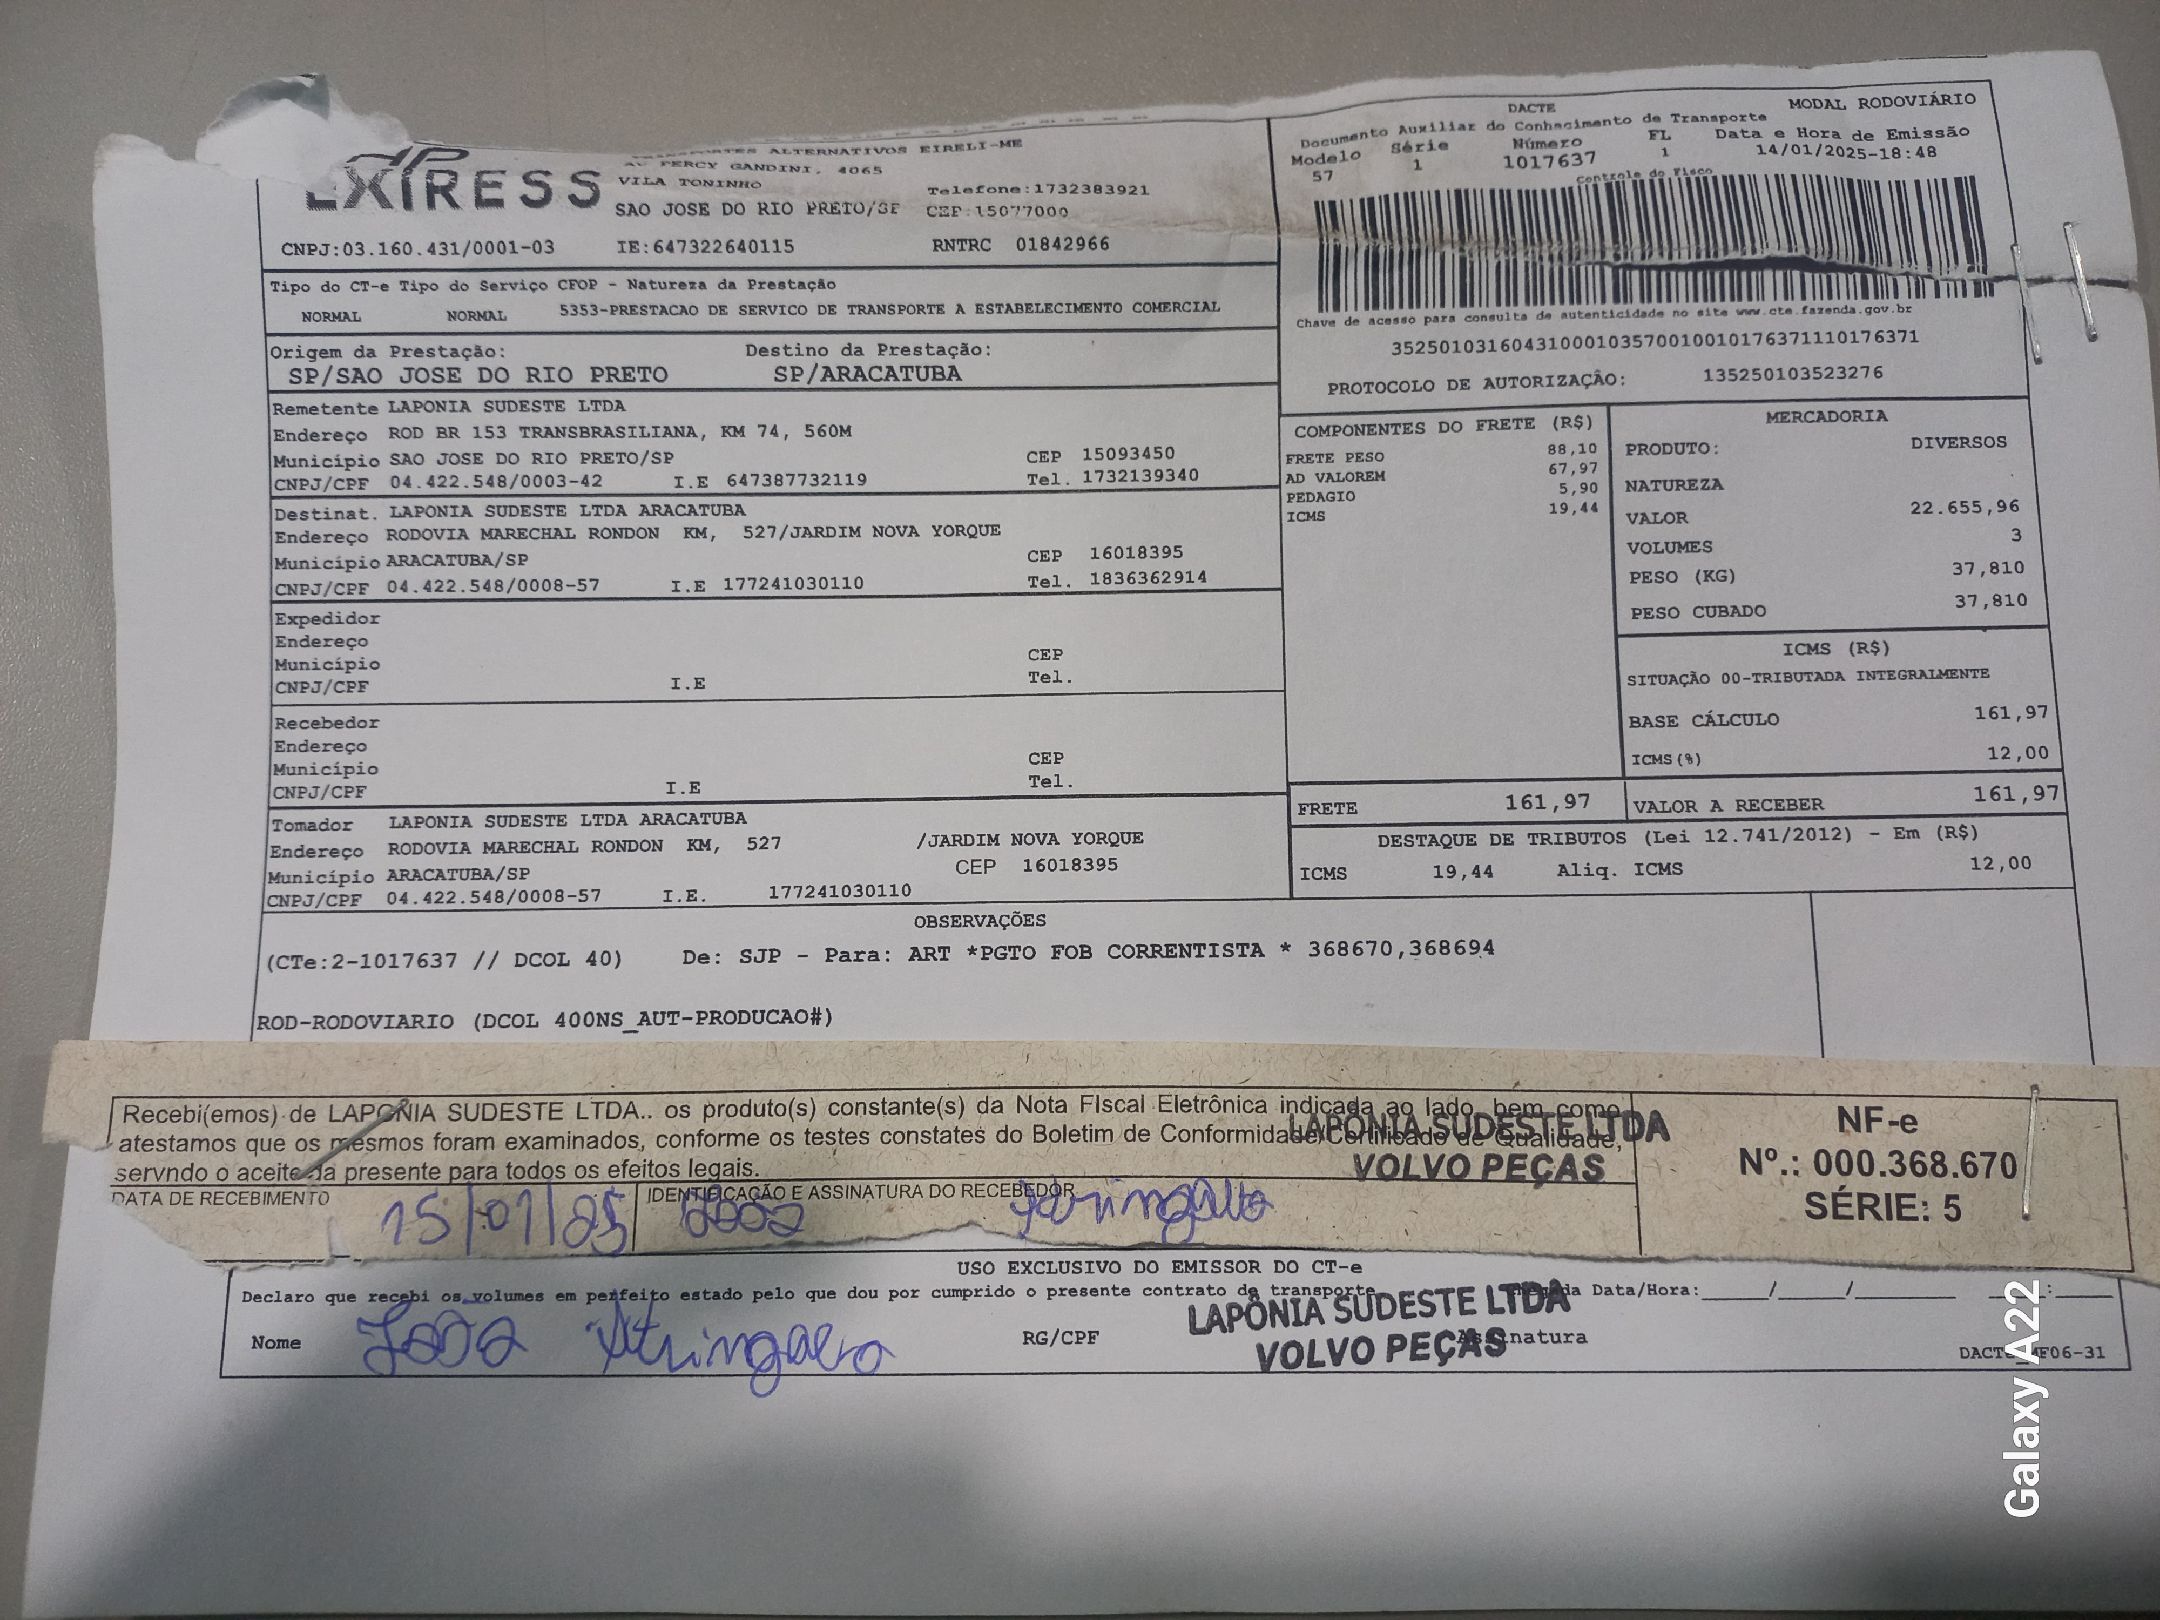 EXPRESS
TRANSPORTES ALTERNATIVOS EIRELI-ME
AV PERCY GANDINI, 4065
VILA TONINHO
Telefone:1732383921
SAO JOSE DO RIO PRETO/SP CEP:15077000
CNPJ:03.160.431/0001-03 IE:647322640115 RNTRC 01842966
DACTE
MODAL RODOVIÁRIO
Documento Auxiliar do Conhecimento de Transporte
Modelo Série Número FL Data e Hora de Emissão
57 1 1017637 1 14/01/2025-18:48
Controle do Fisco
Chave de acesso para consulta de autenticidade no site www.cte.fazenda.gov.br
35250103160431000103570010010176371110176371
PROTOCOLO DE AUTORIZAÇÃO: 135250103523276
Tipo do CT-e Tipo do Serviço CFOP - Natureza da Prestação
NORMAL NORMAL 5353-PRESTACAO DE SERVICO DE TRANSPORTE A ESTABELECIMENTO COMERCIAL
Origem da Prestação: Destino da Prestação:
SP/SAO JOSE DO RIO PRETO SP/ARACATUBA
Remetente LAPONIA SUDESTE LTDA
Endereço ROD BR 153 TRANSBRASILIANA, KM 74, 560M
Município SAO JOSE DO RIO PRETO/SP CEP 15093450
CNPJ/CPF 04.422.548/0003-42 I.E 647387732119 Tel. 1732139340
Destinat. LAPONIA SUDESTE LTDA ARACATUBA
Endereço RODOVIA MARECHAL RONDON KM, 527/JARDIM NOVA YORQUE
Município ARACATUBA/SP CEP 16018395
CNPJ/CPF 04.422.548/0008-57 I.E 177241030110 Tel. 1836362914
Expedidor
Endereço
Município CEP
CNPJ/CPF I.E Tel.
Recebedor
Endereço
Município CEP
CNPJ/CPF I.E Tel.
Tomador LAPONIA SUDESTE LTDA ARACATUBA
Endereço RODOVIA MARECHAL RONDON KM, 527 /JARDIM NOVA YORQUE
Município ARACATUBA/SP CEP 16018395
CNPJ/CPF 04.422.548/0008-57 I.E. 177241030110
COMPONENTES DO FRETE (R$)
FRETE PESO 88,10
AD VALOREM 67,97
PEDAGIO 5,90
ICMS 19,44
MERCADORIA
PRODUTO: DIVERSOS
NATUREZA
VALOR 22.655,96
VOLUMES 3
PESO (KG) 37,810
PESO CUBADO 37,810
ICMS (R$)
SITUAÇÃO 00-TRIBUTADA INTEGRALMENTE
BASE CÁLCULO 161,97
ICMS(%) 12,00
FRETE 161,97 VALOR A RECEBER 161,97
DESTAQUE DE TRIBUTOS (Lei 12.741/2012) - Em (R$)
ICMS 19,44 Aliq. ICMS 12,00
OBSERVAÇÕES
(CTe:2-1017637 // DCOL 40) De: SJP - Para: ART *PGTO FOB CORRENTISTA * 368670,368694
ROD-RODOVIARIO (DCOL 400NS_AUT-PRODUCAO#)
Recebi(emos) de LAPONIA SUDESTE LTDA.. os produto(s) constante(s) da Nota FIscal Eletrônica indicada ao lado, bem como
atestamos que os mesmos foram examinados, conforme os testes constates do Boletim de Conformidade/Certificado de Qualidade,
servndo o aceite da presente para todos os efeitos legais.
LAPÔNIA SUDESTE LTDA
VOLVO PEÇAS
DATA DE RECEBIMENTO IDENTIFICAÇÃO E ASSINATURA DO RECEBEDOR
15/01/25
NF-e
Nº.: 000.368.670
SÉRIE: 5
USO EXCLUSIVO DO EMISSOR DO CT-e
Declaro que recebi os volumes em perfeito estado pelo que dou por cumprido o presente contrato de transporte Data/Hora:_____/_____/_________ ____:_____
Nome RG/CPF Assinatura
LAPÔNIA SUDESTE LTDA
VOLVO PEÇAS
DACTE_MF06-31
Galaxy A22